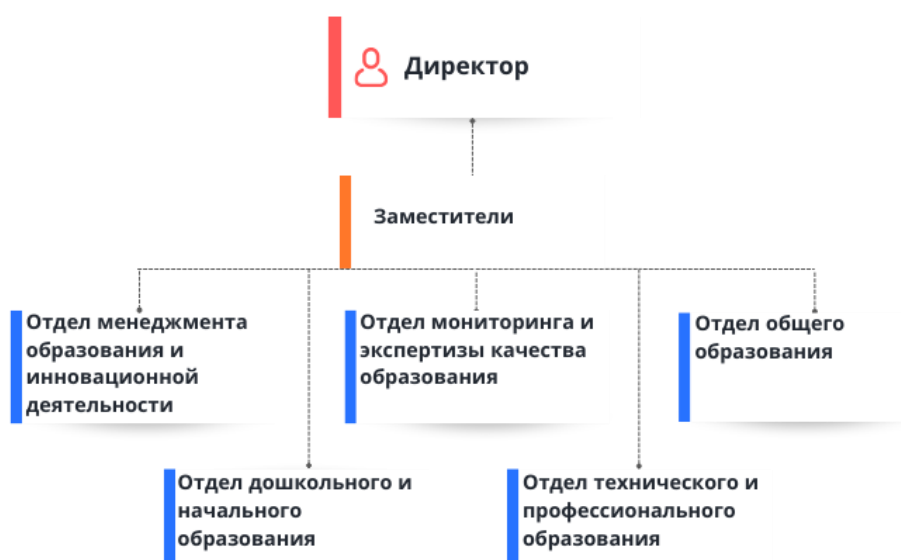 Директор
Заместители
Отдел менеджмента
образования и
инновационной
деятельности
Отдел мониторинга и
экспертизы качества
образования
Отдел общего
образования
Отдел дошкольного и
начального
образования
Отдел технического и
профессионального
образования